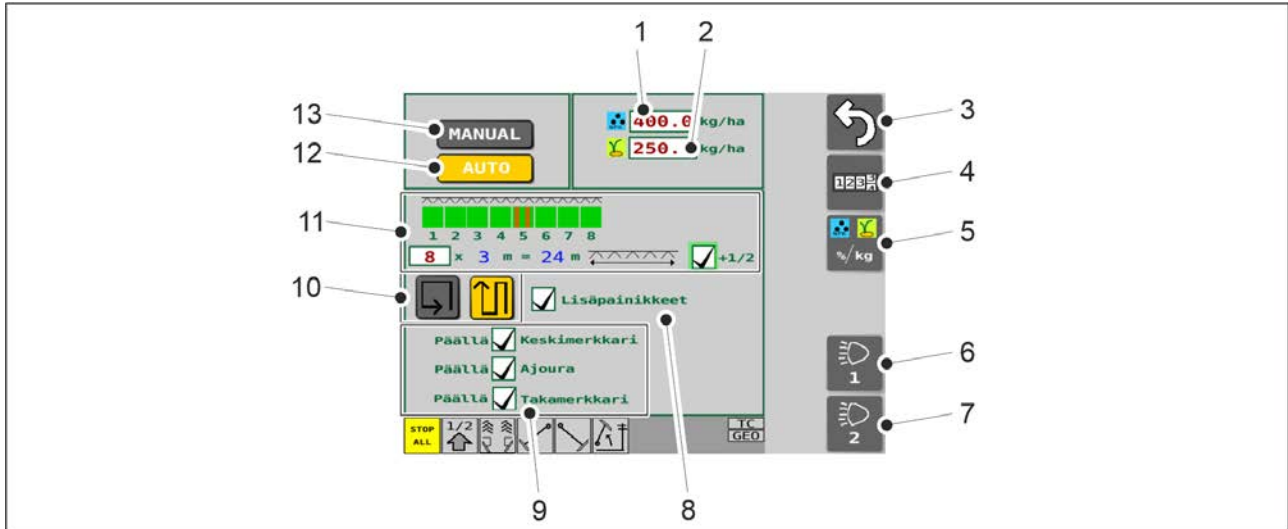 1 2
13 MANUAL 400.0 kg/ha 3
12 AUTO 250. kg/ha
1234 4
11 1 2 3 4 5 6 7 8
%/kg 5
8 x 3 m = 24 m +1/2
10 Lisäpainikkeet
Päällä Keskimerkkari
1 6
Päällä Ajoura
Päällä Takamerkkari
STOP ALL 1/2 TC GEO
2 7
9 8